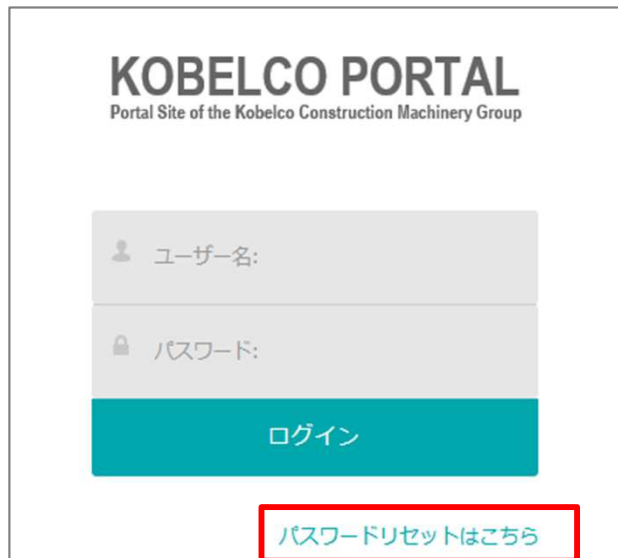 KOBELCO PORTAL
Portal Site of the Kobelco Construction Machinery Group
ユーザー名:
パスワード:
ログイン
パスワードリセットはこちら